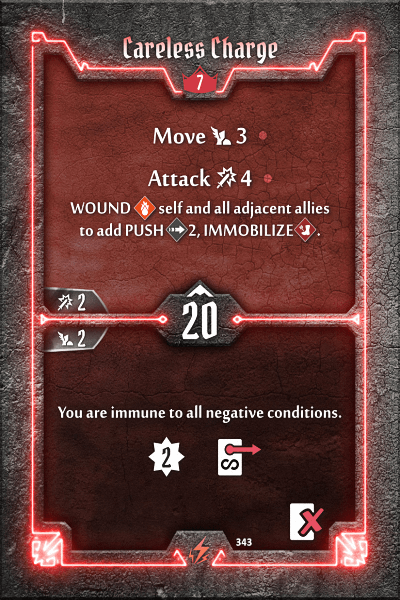 Careless Charge
7
Move 3
Attack 4
WOUND self and all adjacent allies
to add PUSH 2, IMMOBILIZE.
2
20
2
You are immune to all negative conditions.
2
343